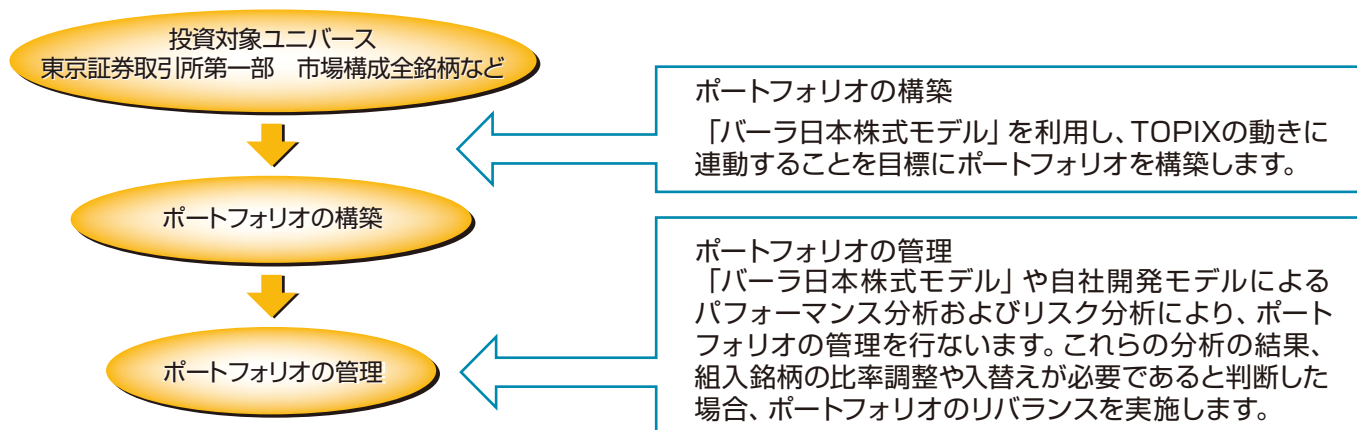 投資対象ユニバース
東京証券取引所第一部　市場構成全銘柄など
ポートフォリオの構築
「バーラ日本株式モデル」を利用し、TOPIXの動きに
連動することを目標にポートフォリオを構築します。
ポートフォリオの構築
ポートフォリオの管理
「バーラ日本株式モデル」や自社開発モデルによる
パフォーマンス分析およびリスク分析により、ポート
フォリオの管理を行ないます。これらの分析の結果、
組入銘柄の比率調整や入替えが必要であると判断した
場合、ポートフォリオのリバランスを実施します。
ポートフォリオの管理